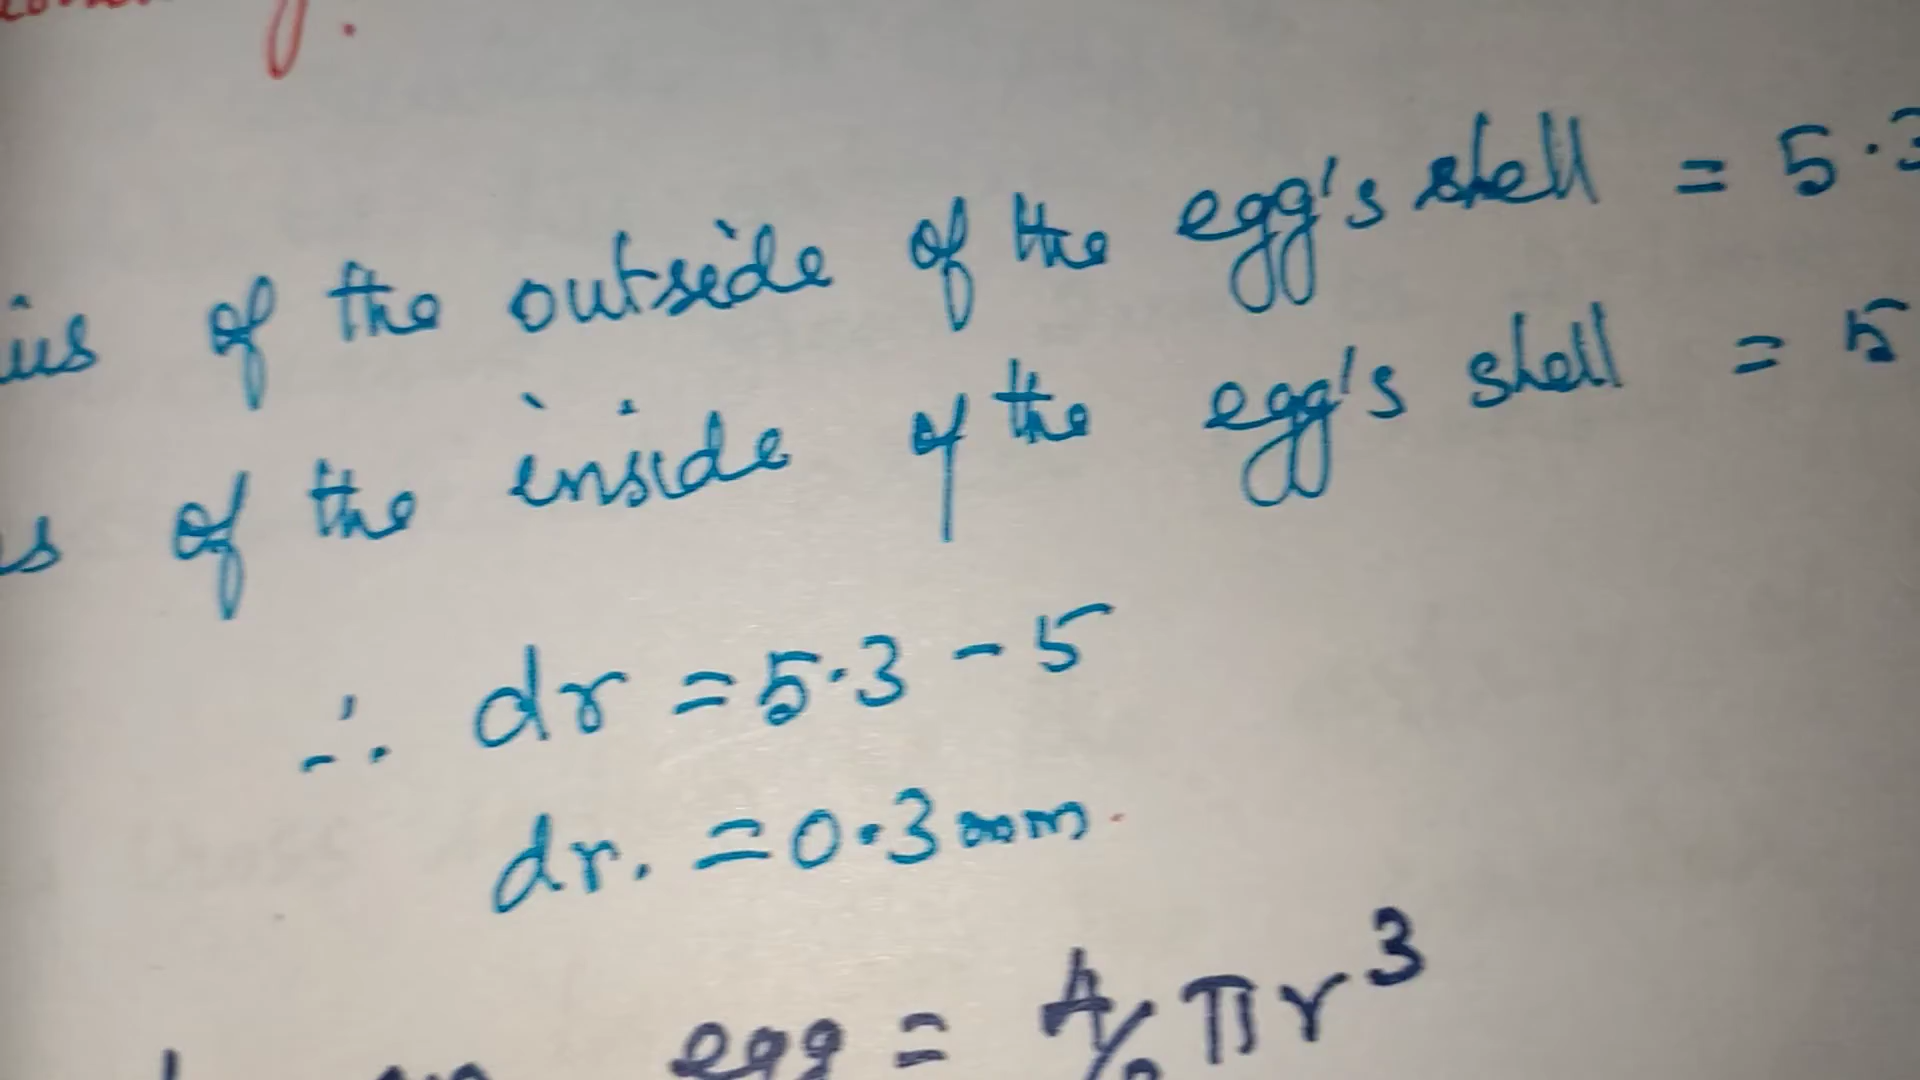 of the outside of the egg's shell = 5.3
of the inside of the egg's shell = 5
∴ dr = 5.3 - 5
dr. = 0.3 mm.
egg = 4/3 πr³